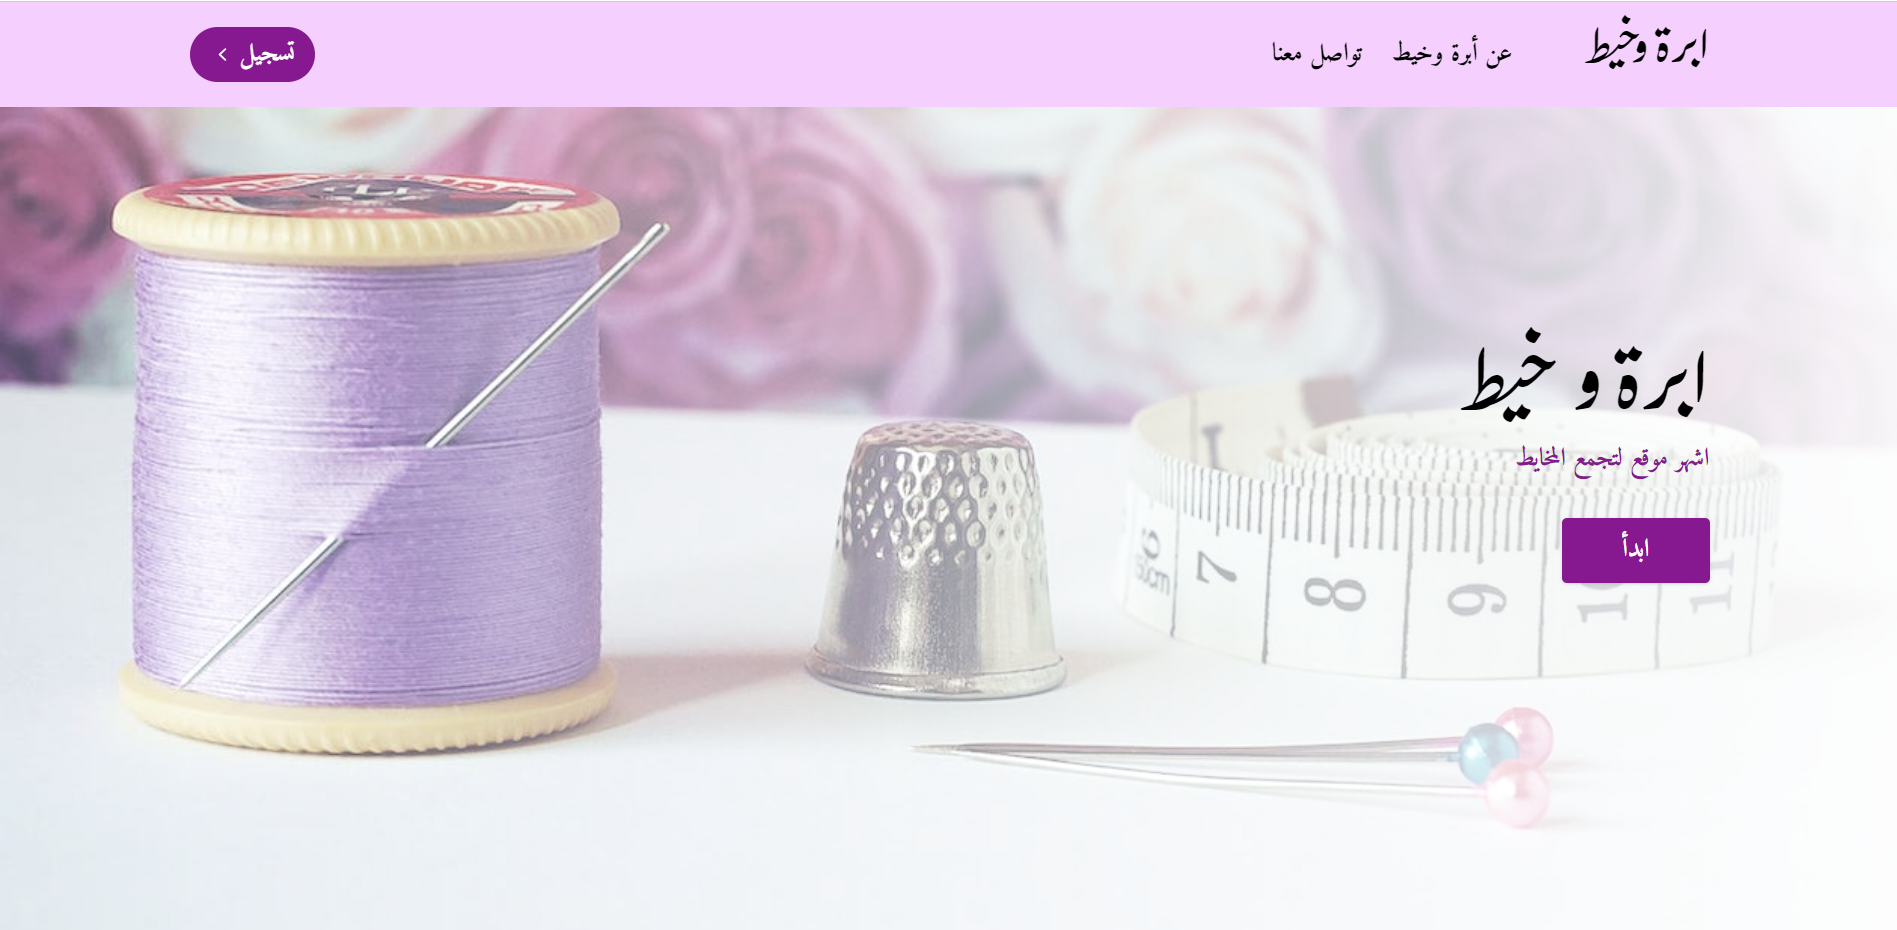 ابرة وخيط
عن أبرة وخيط
تواصل معنا
تسجيل
ابرة و خيط
اشهر موقع لتجمع المخايط
ابدأ
6 7 8 9 10 11
50cm